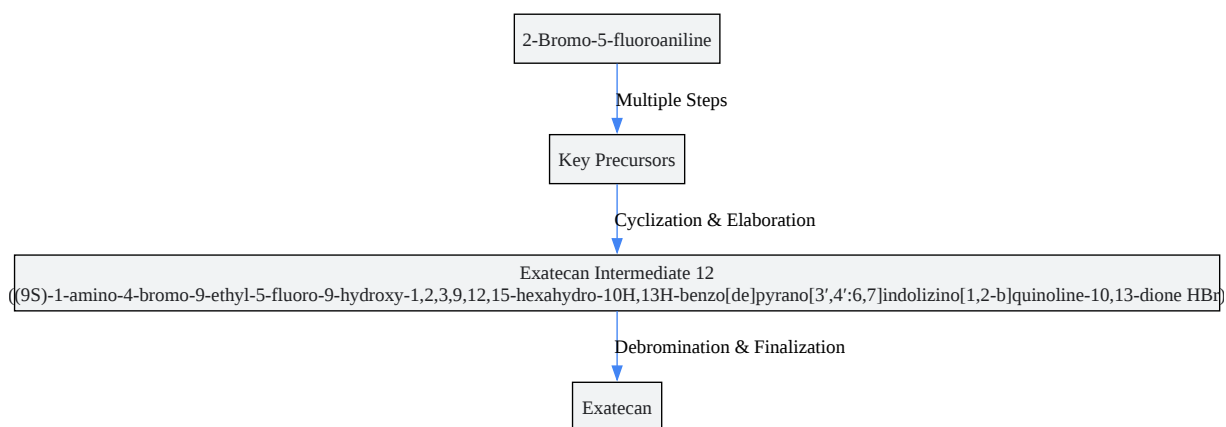 2-Bromo-5-fluoroaniline
Multiple Steps
Key Precursors
Cyclization & Elaboration
Exatecan Intermediate 12
((9S)-1-amino-4-bromo-9-ethyl-5-fluoro-9-hydroxy-1,2,3,9,12,15-hexahydro-10H,13H-benzo[de]pyrano[3′,4′:6,7]indolizino[1,2-b]quinoline-10,13-dione HBr)
Debromination & Finalization
Exatecan